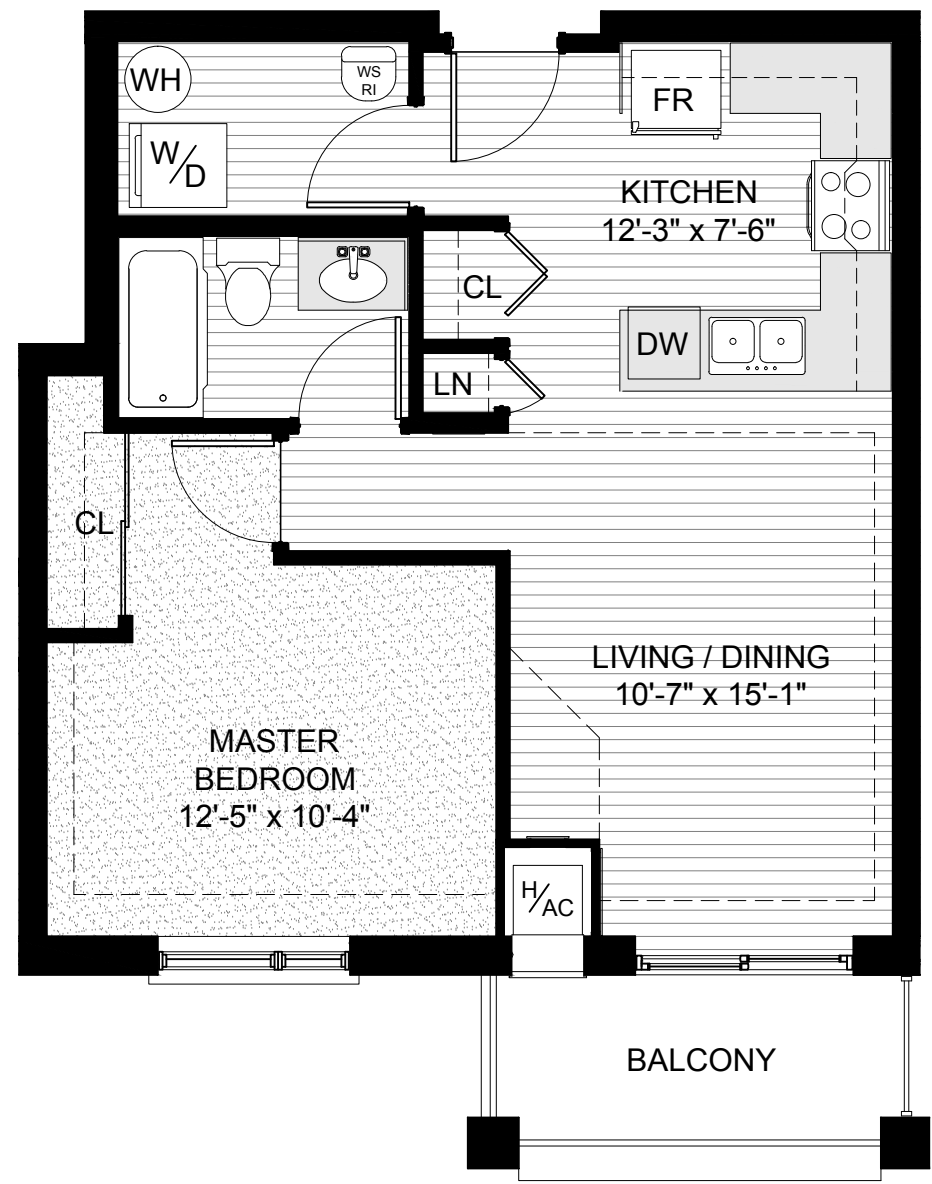 WH
WS
RI
FR
W/D
KITCHEN
12'-3" x 7'-6"
CL
DW
LN
CL
LIVING / DINING
10'-7" x 15'-1"
MASTER
BEDROOM
12'-5" x 10'-4"
H/AC
BALCONY